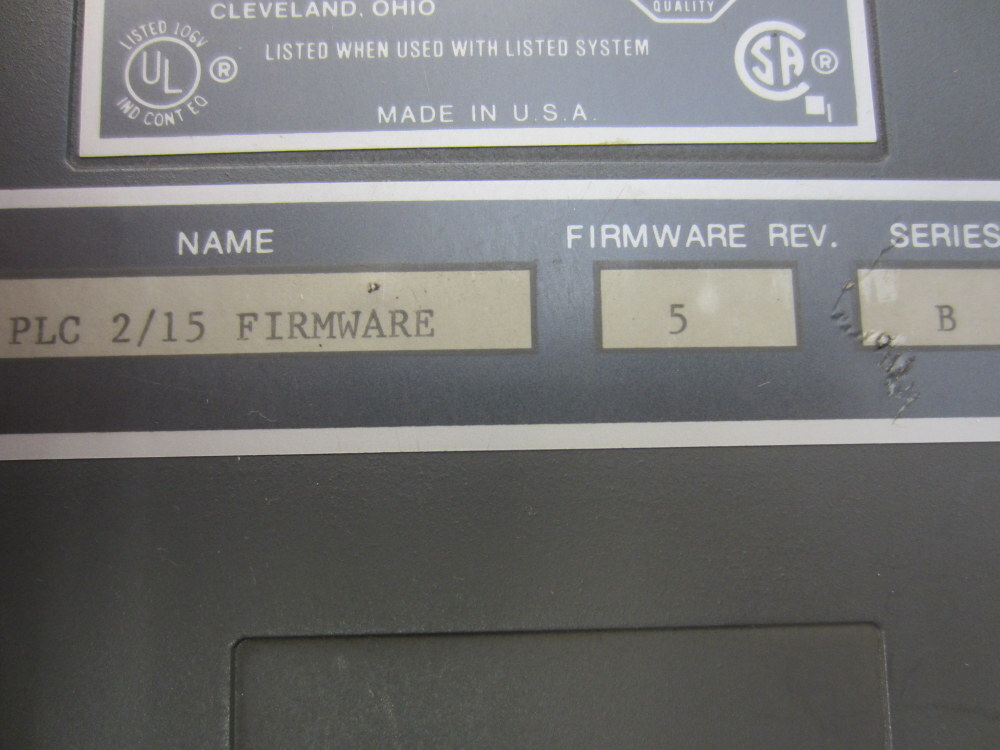 CLEVELAND, OHIO
QUALITY
LISTED 106V
UL ®
IND CONT EQ
LISTED WHEN USED WITH LISTED SYSTEM
SA ®
MADE IN U.S.A.
NAME
FIRMWARE REV.
SERIES
PLC 2/15 FIRMWARE
5
B